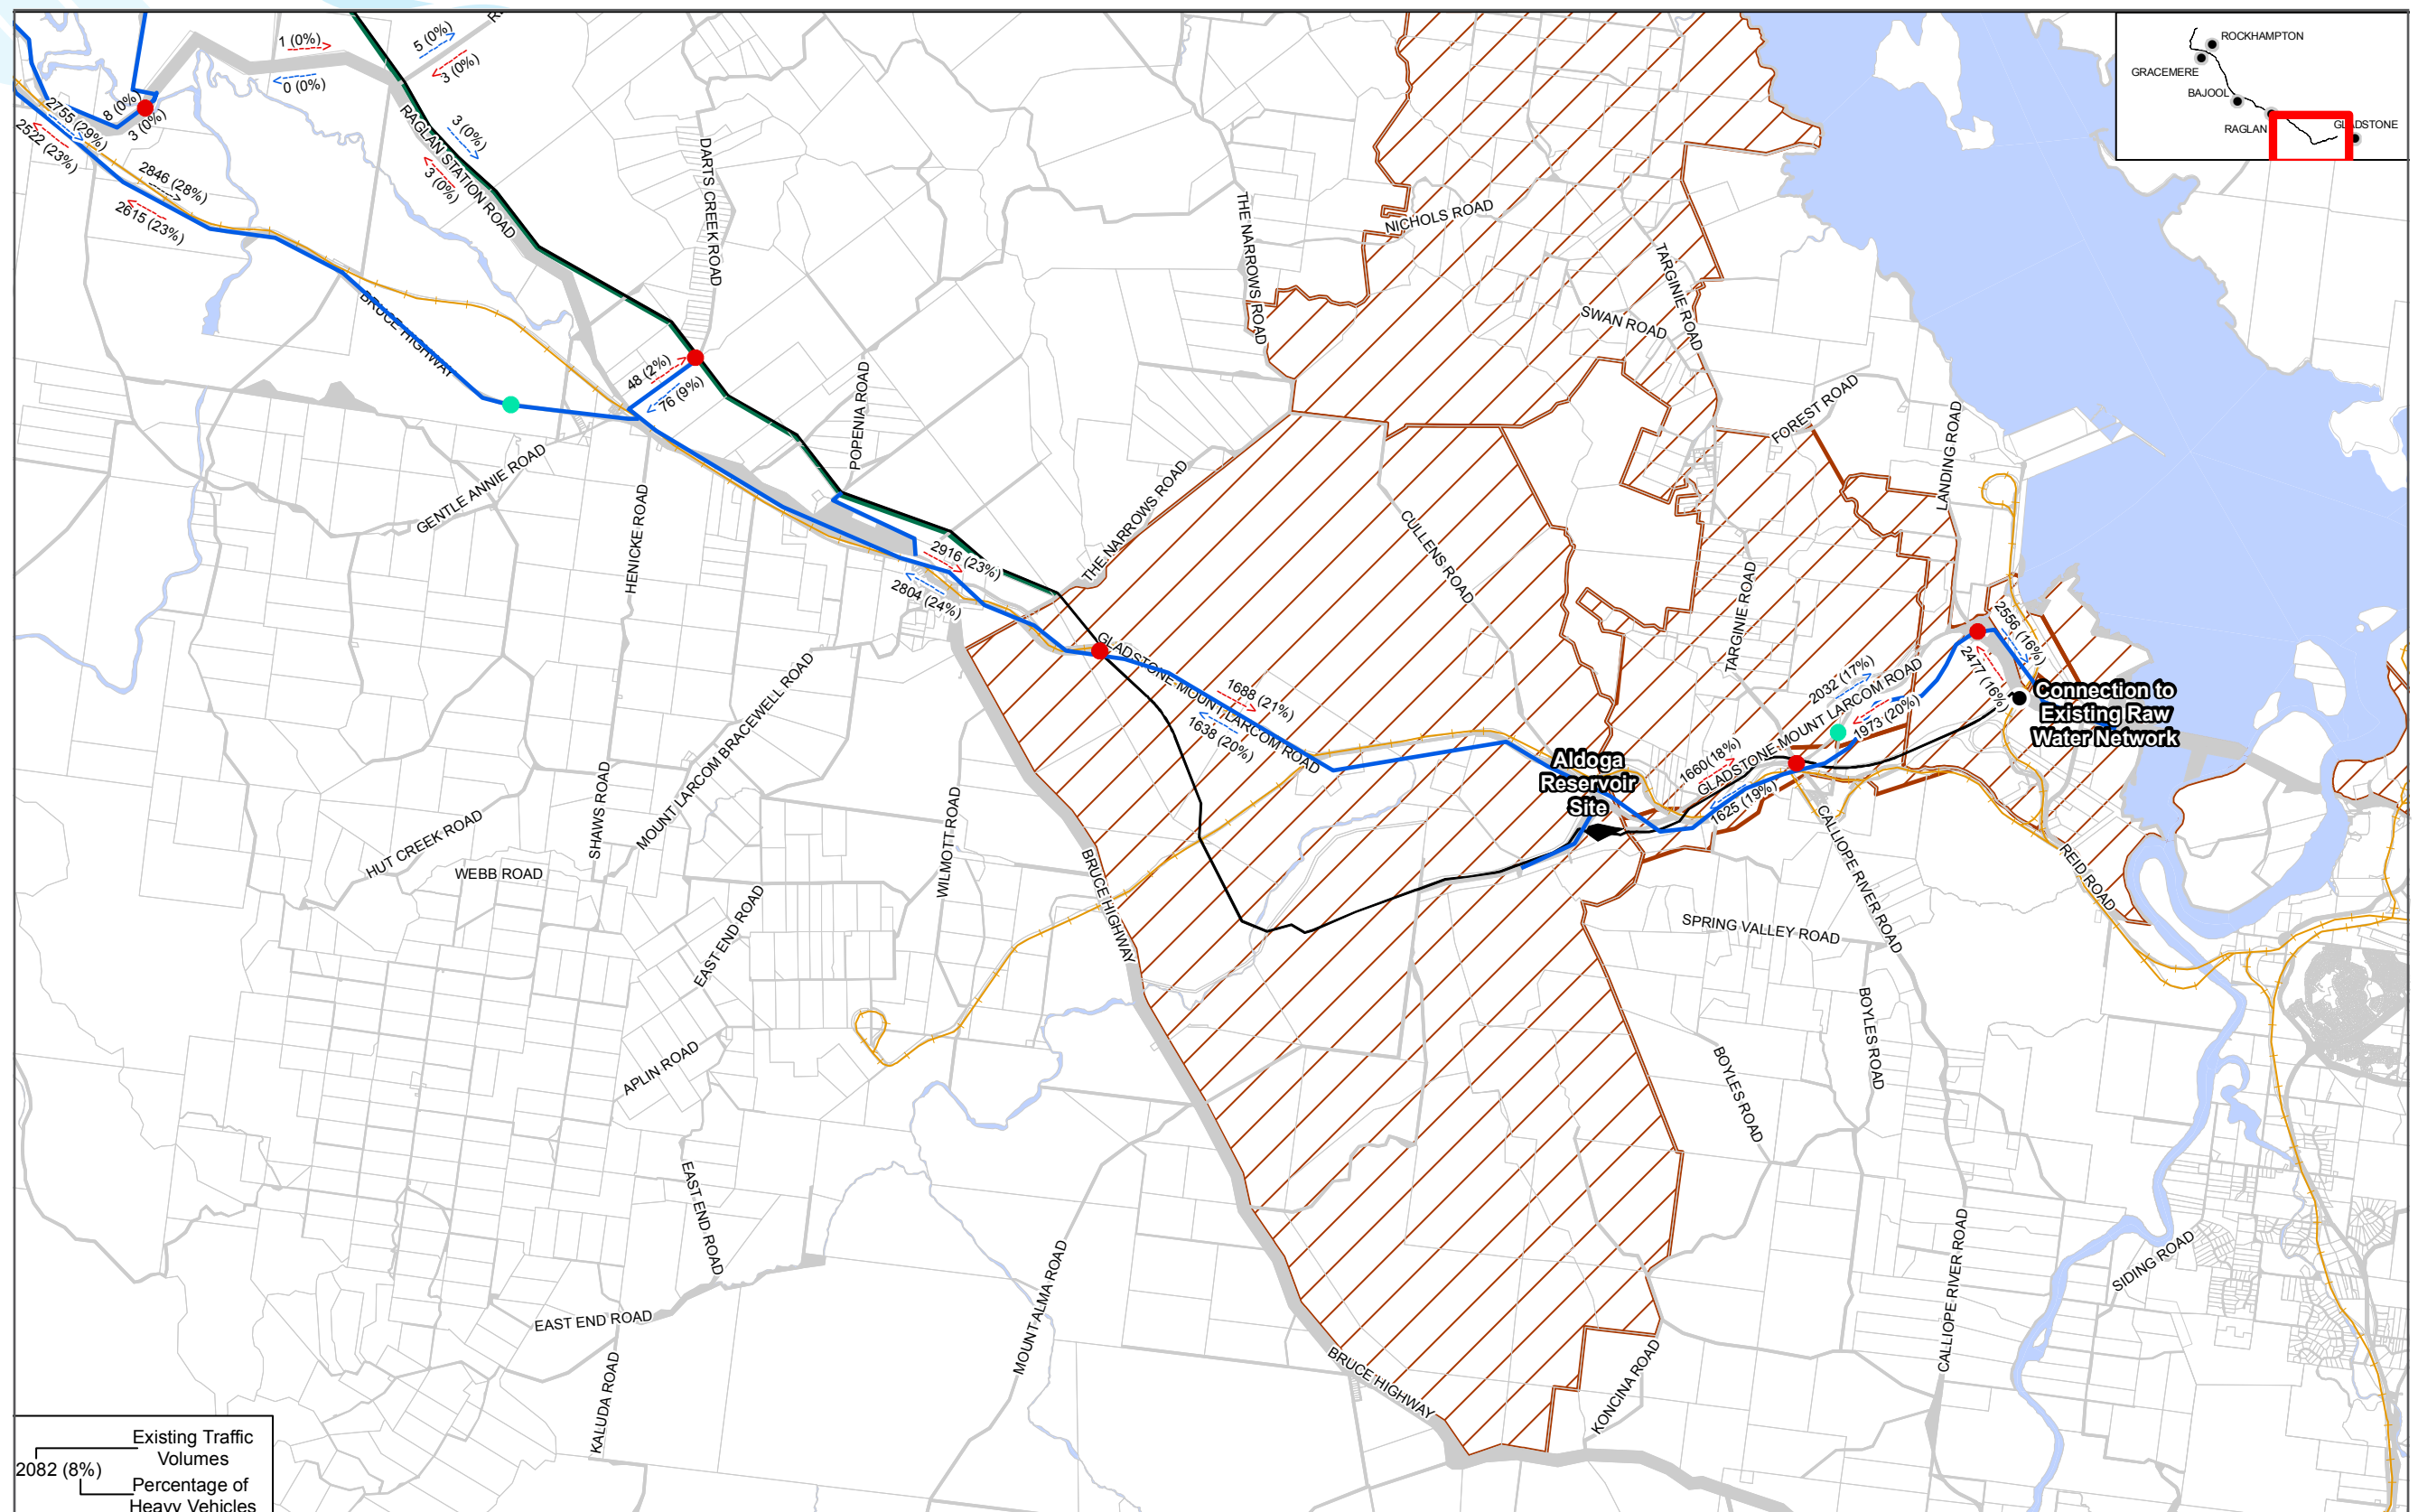 1 (0%)
0 (0%)
5 (0%)
3 (0%)
ROCKHAMPTON
GRACEMERE
BAJOOL
RAGLAN
GLADSTONE
8 (0%)
3 (0%)
2755 (29%)
2522 (23%)
2846 (28%)
2615 (23%)
RAGLAN STATION ROAD
3 (0%)
3 (0%)
DARTS CREEK ROAD
THE NARROWS ROAD
NICHOLS ROAD
TARGINIE ROAD
SWAN ROAD
BRUCE HIGHWAY
48 (2%)
76 (9%)
POPENIA ROAD
FOREST ROAD
LANDING ROAD
GENTLE ANNIE ROAD
HENICKE ROAD
THE NARROWS ROAD
CULLENS ROAD
2916 (23%)
2804 (24%)
TARGINIE ROAD
2556 (16%)
2477 (16%)
GLADSTONE-MOUNT LARCOM ROAD
1688 (21%)
1638 (20%)
2032 (17%)
GLADSTONE-MOUNT LARCOM ROAD
1973 (20%)
Connection to
Existing Raw
Water Network
Aldoga
Reservoir
Site
1660(18%)
1625 (19%)
MOUNT LARCOM BRACEWELL ROAD
SHAWS ROAD
HUT CREEK ROAD
WEBB ROAD
WILMOTT ROAD
BRUCE HIGHWAY
CALLIOPE RIVER ROAD
REID ROAD
EAST END ROAD
SPRING VALLEY ROAD
BOYLES ROAD
BOYLES ROAD
APLIN ROAD
EAST END ROAD
EAST END ROAD
MOUNT ALMA ROAD
CALLIOPE RIVER ROAD
SIDING ROAD
KALUDA ROAD
BRUCE HIGHWAY
KONCINA ROAD
Existing Traffic
Volumes
2082 (8%)
Percentage of
Heavy Vehicles